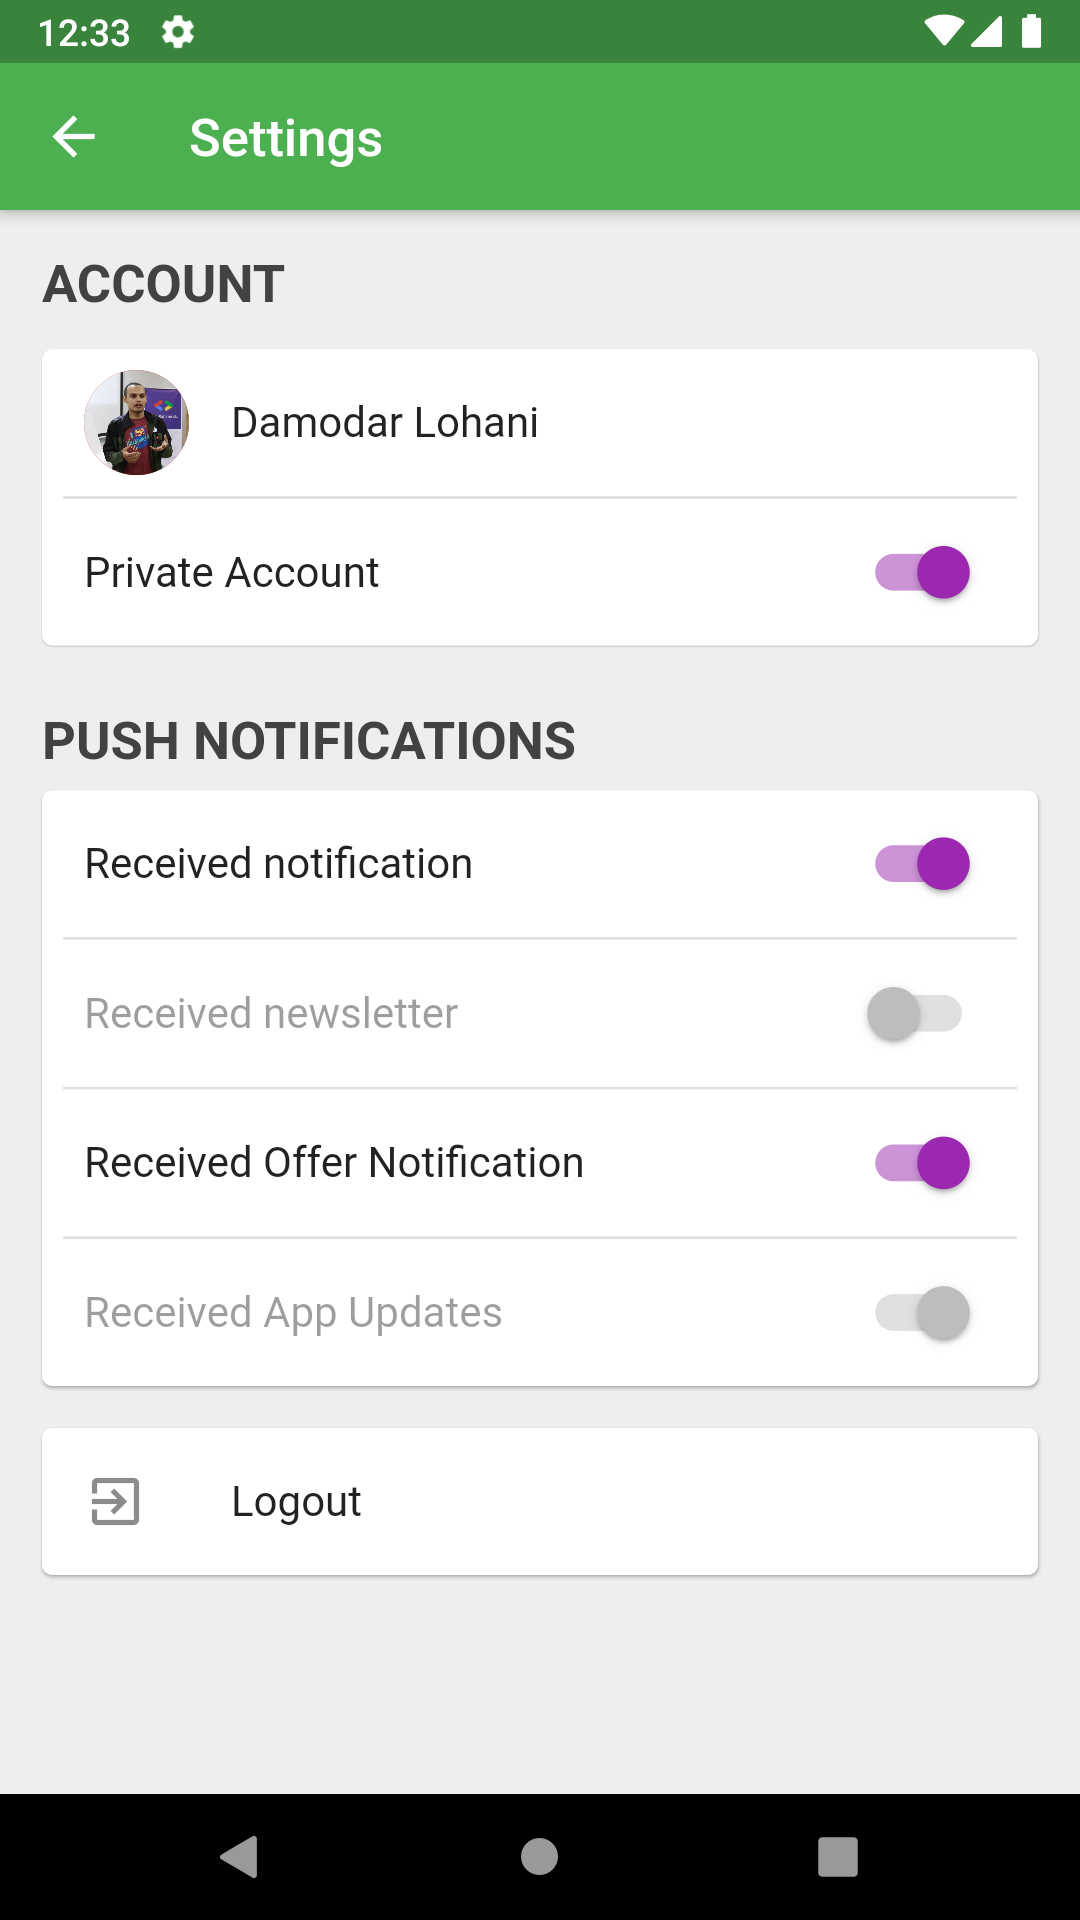 12:33
Settings
ACCOUNT
Damodar Lohani
Private Account
PUSH NOTIFICATIONS
Received notification
Received newsletter
Received Offer Notification
Received App Updates
Logout